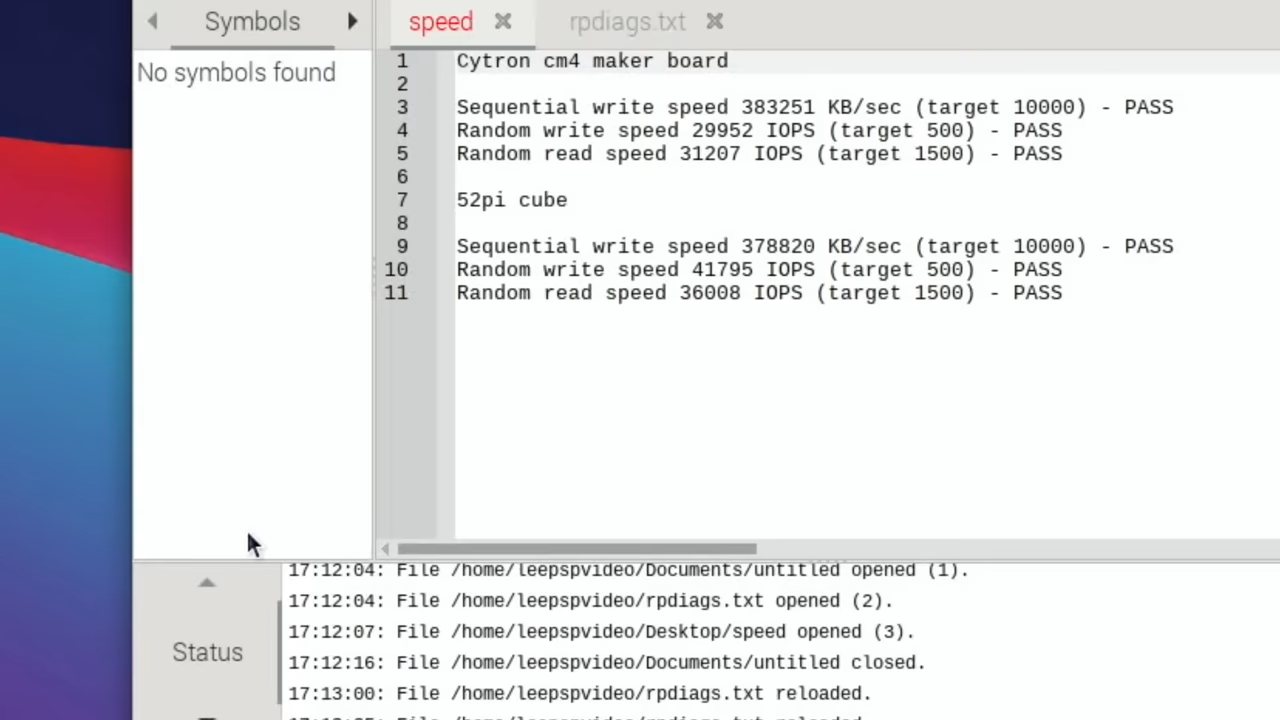 Symbols
speed
rpdiags.txt
No symbols found
1 Cytron cm4 maker board
2
3 Sequential write speed 383251 KB/sec (target 10000) - PASS
4 Random write speed 29952 IOPS (target 500) - PASS
5 Random read speed 31207 IOPS (target 1500) - PASS
6
7 52pi cube
8
9 Sequential write speed 378820 KB/sec (target 10000) - PASS
10 Random write speed 41795 IOPS (target 500) - PASS
11 Random read speed 36008 IOPS (target 1500) - PASS
Status
17:12:04: File /home/leepspvideo/Documents/untitled opened (1).
17:12:04: File /home/leepspvideo/rpdiags.txt opened (2).
17:12:07: File /home/leepspvideo/Desktop/speed opened (3).
17:12:16: File /home/leepspvideo/Documents/untitled closed.
17:13:00: File /home/leepspvideo/rpdiags.txt reloaded.